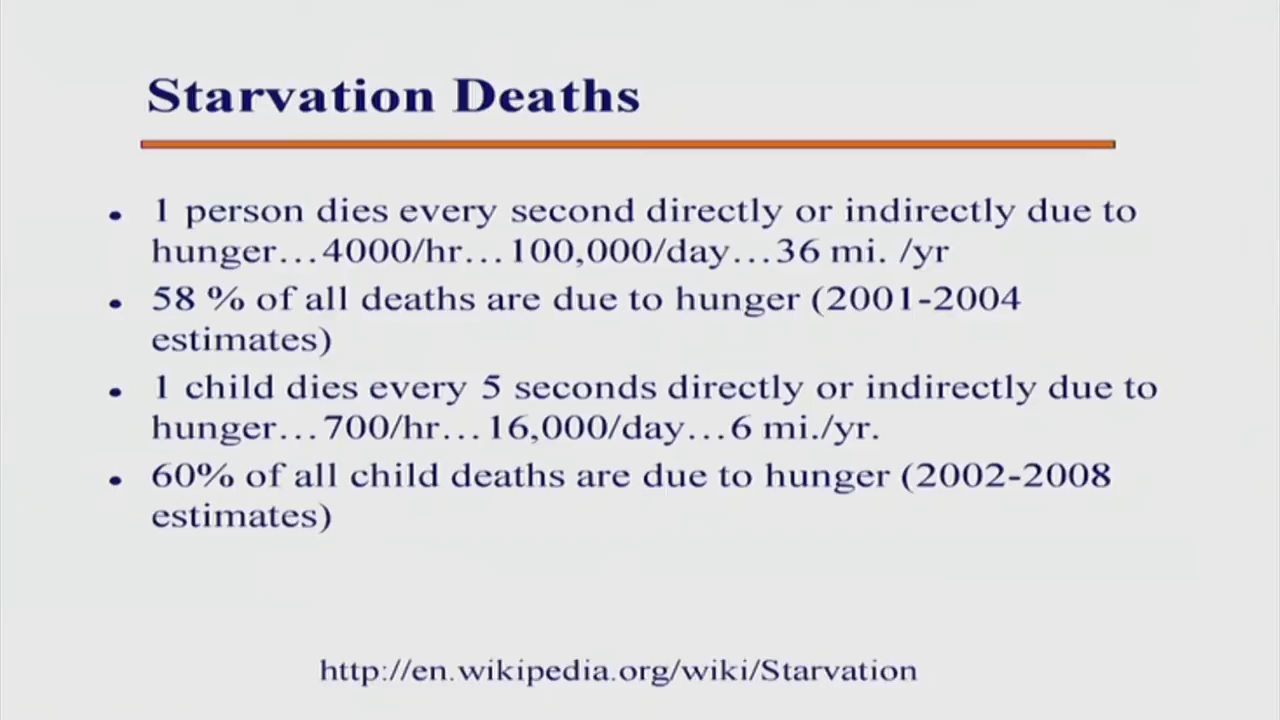 Starvation Deaths
• 1 person dies every second directly or indirectly due to
hunger…4000/hr…100,000/day…36 mi. /yr
• 58 % of all deaths are due to hunger (2001-2004
estimates)
• 1 child dies every 5 seconds directly or indirectly due to
hunger…700/hr…16,000/day…6 mi./yr.
• 60% of all child deaths are due to hunger (2002-2008
estimates)
http://en.wikipedia.org/wiki/Starvation